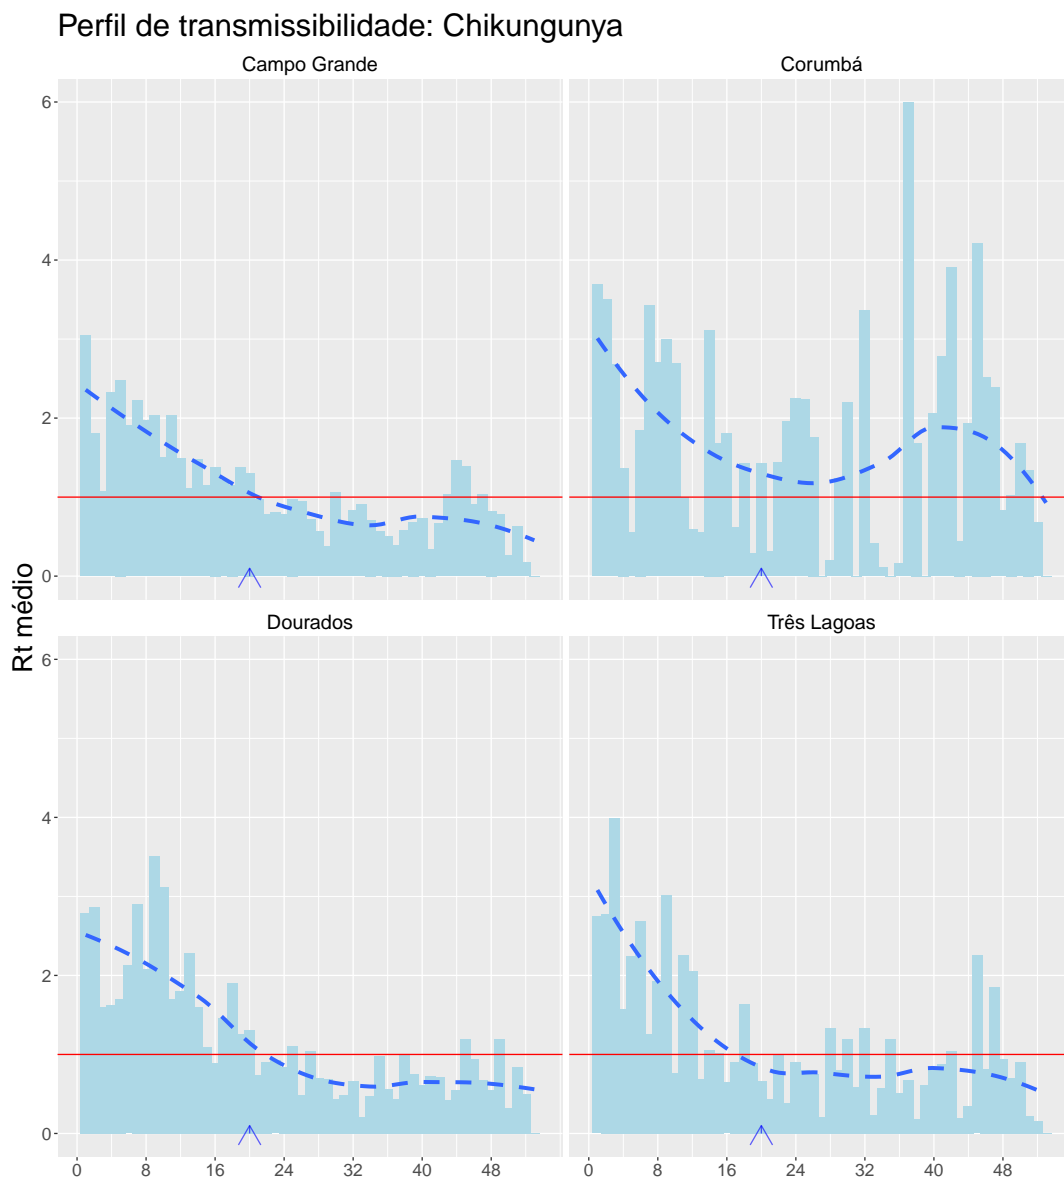 Perfil de transmissibilidade: Chikungunya
Campo Grande
Corumbá
6
4
2
0
Dourados
Três Lagoas
Rt médio
6
4
2
0
0 8 16 24 32 40 48
0 8 16 24 32 40 48